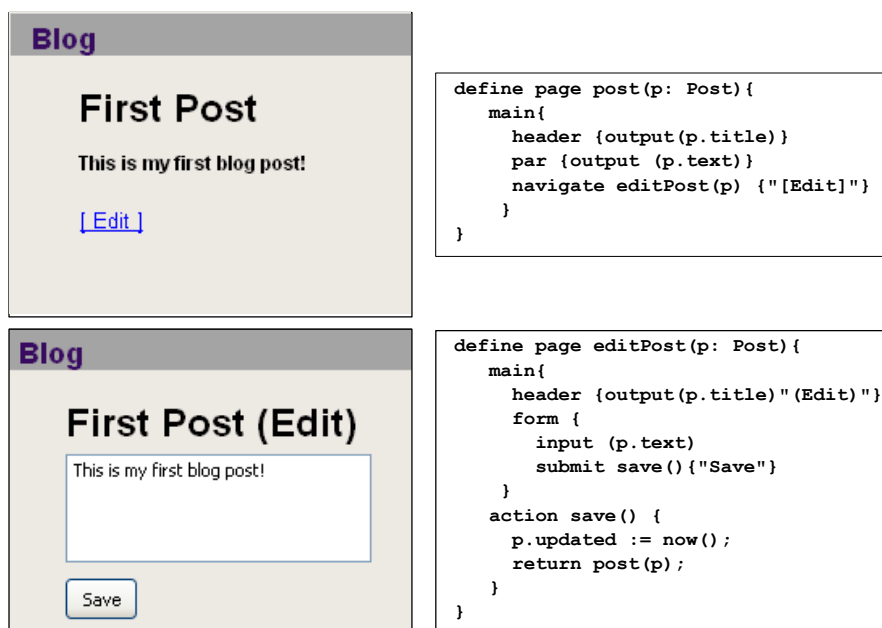 Blog
First Post
This is my first blog post!
[ Edit ]
define page post(p: Post){
main{
header {output(p.title)}
par {output (p.text)}
navigate editPost(p) {"[Edit]"}
}
}
Blog
First Post (Edit)
This is my first blog post!
Save
define page editPost(p: Post){
main{
header {output(p.title)"(Edit)"}
form {
input (p.text)
submit save(){"Save"}
}
action save() {
p.updated := now();
return post(p);
}
}